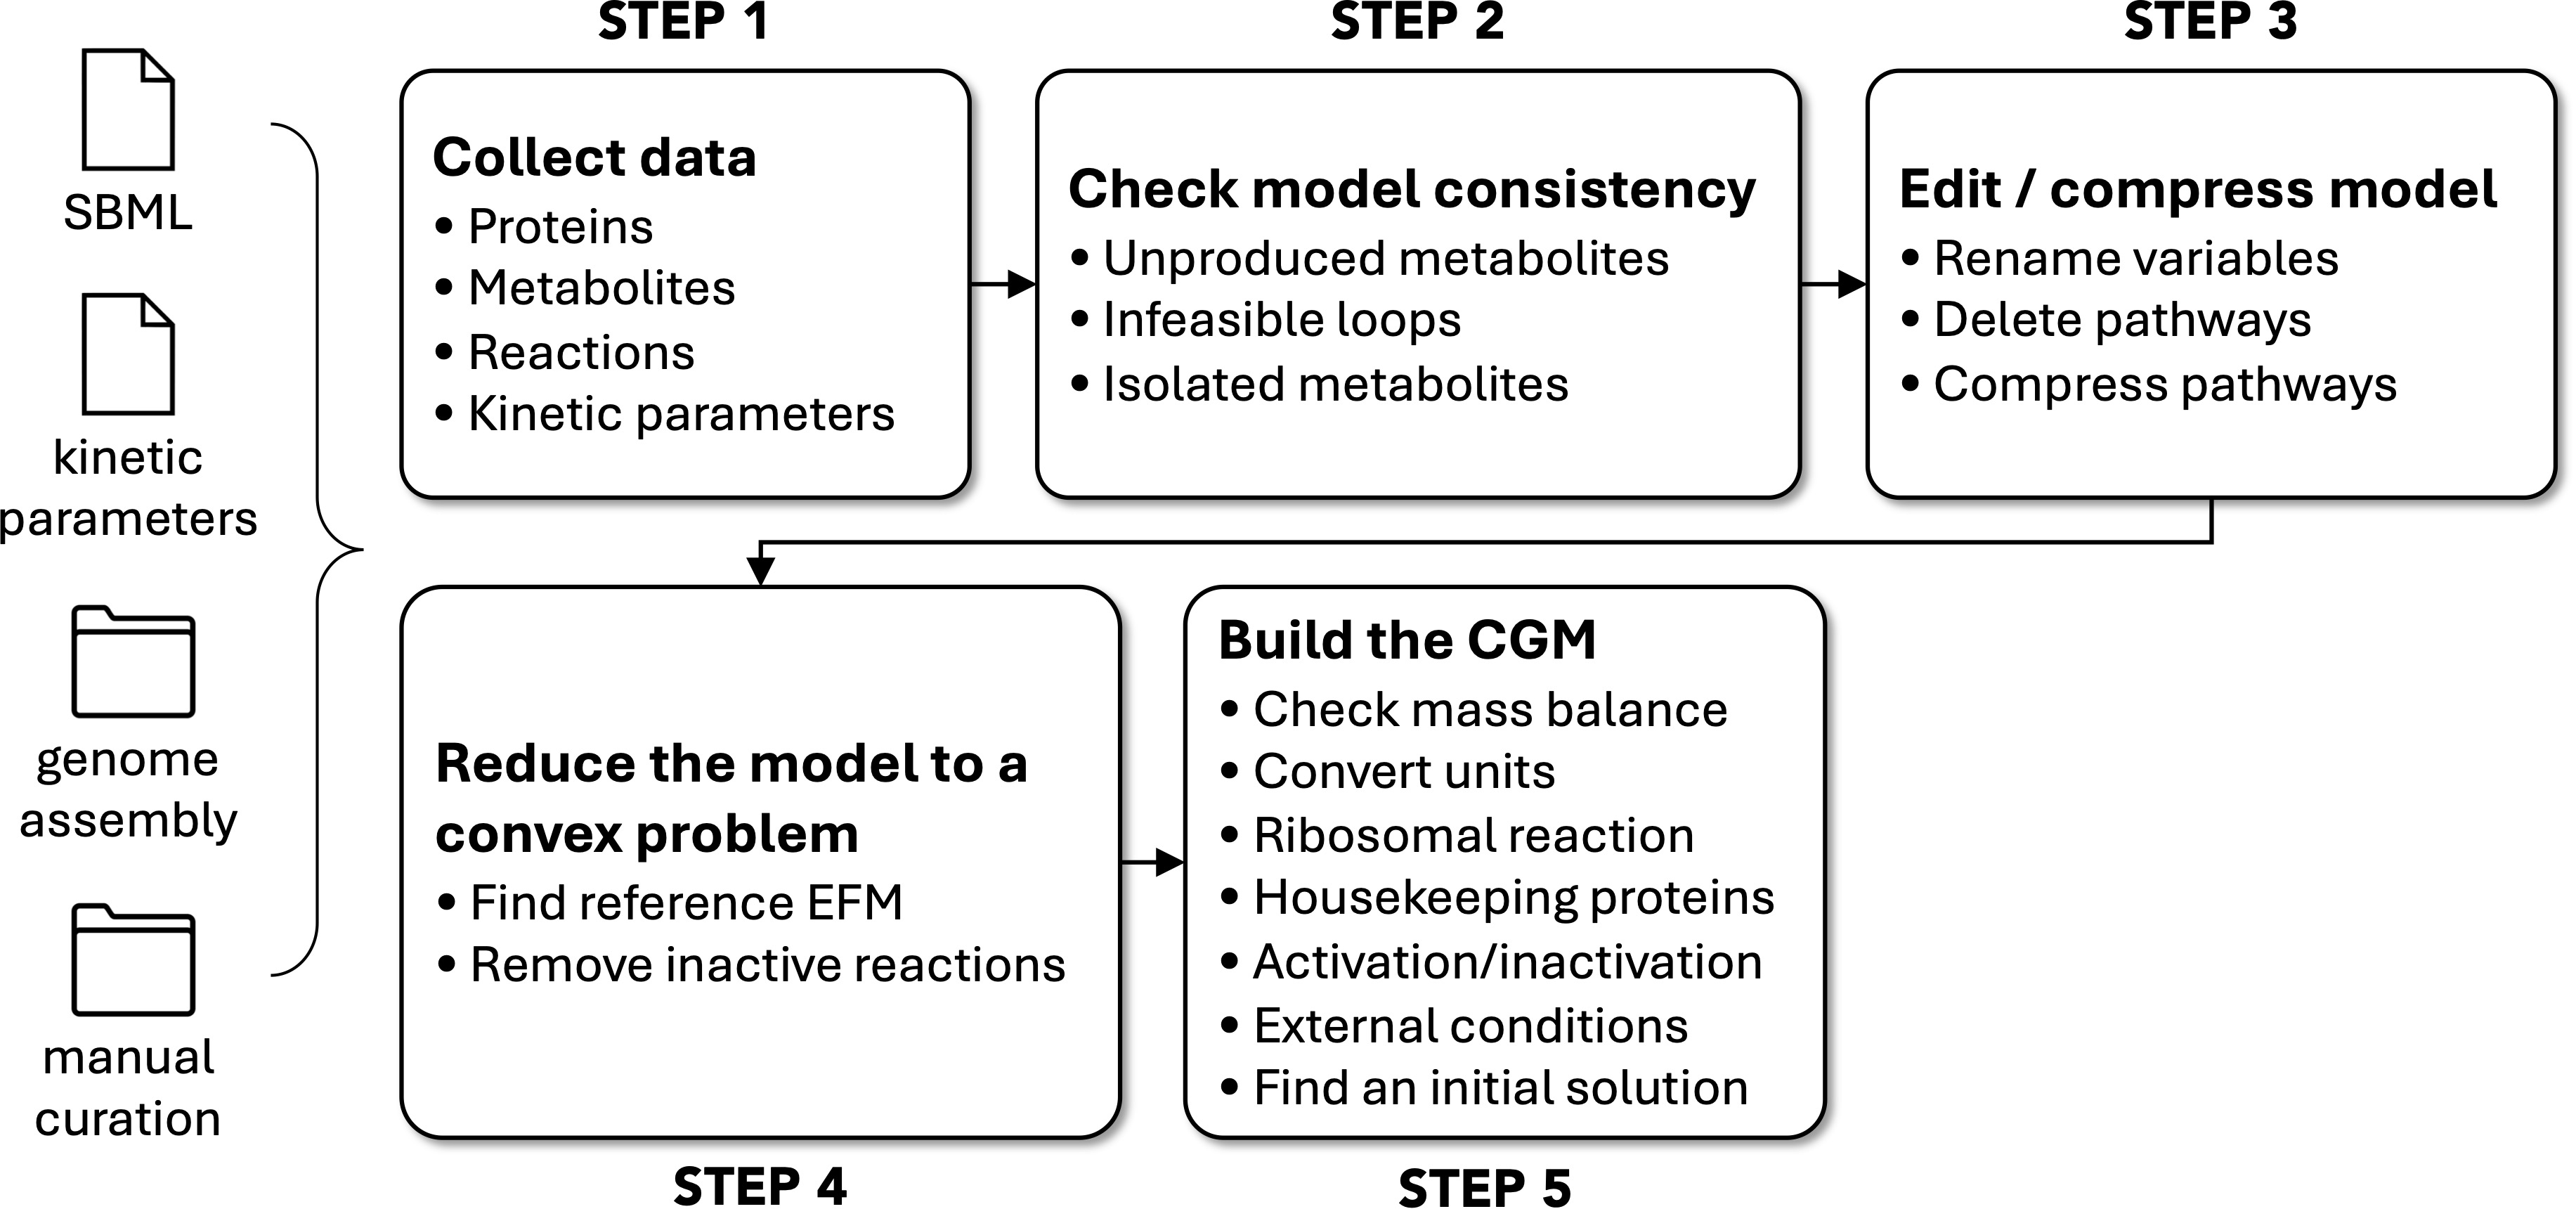 SBML
kinetic
parameters
genome
assembly
manual
curation
STEP 1
Collect data
• Proteins
• Metabolites
• Reactions
• Kinetic parameters
STEP 2
Check model consistency
• Unproduced metabolites
• Infeasible loops
• Isolated metabolites
STEP 3
Edit / compress model
• Rename variables
• Delete pathways
• Compress pathways
Reduce the model to a
convex problem
• Find reference EFM
• Remove inactive reactions
STEP 4
Build the CGM
• Check mass balance
• Convert units
• Ribosomal reaction
• Housekeeping proteins
• Activation/inactivation
• External conditions
• Find an initial solution
STEP 5